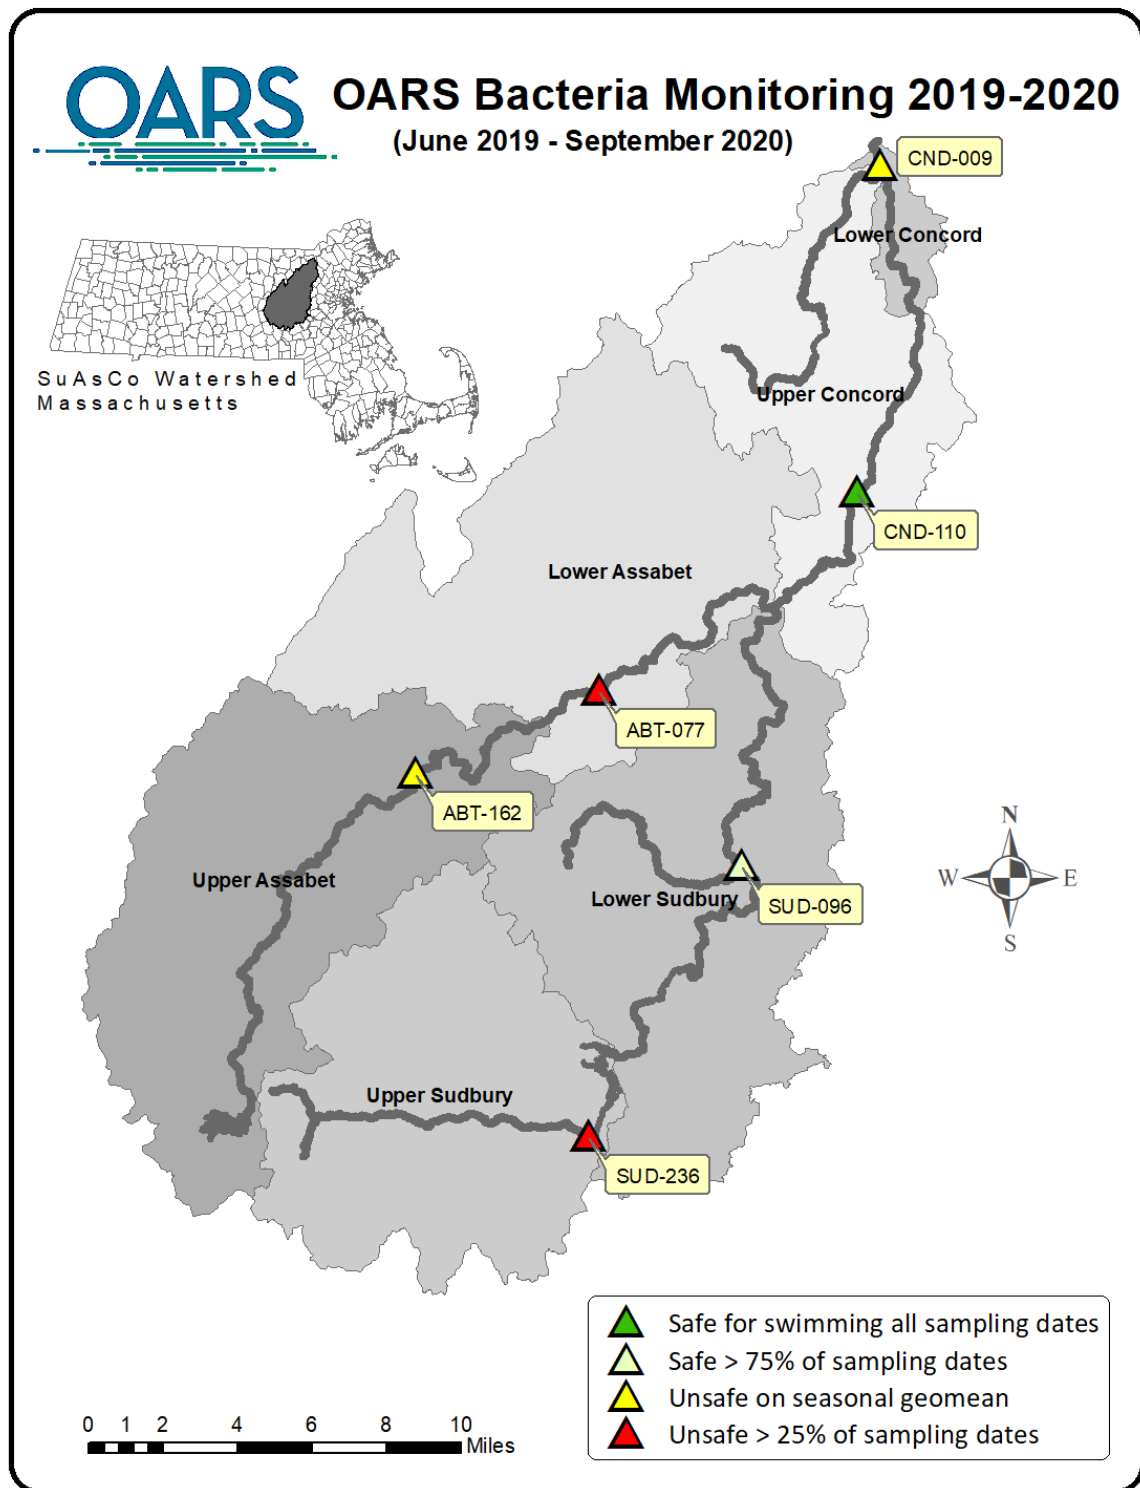 OARS
OARS Bacteria Monitoring 2019-2020
(June 2019 - September 2020)
CND-009
Lower Concord
SuAsCo Watershed
Massachusetts
Upper Concord
CND-110
Lower Assabet
ABT-077
ABT-162
Upper Assabet
Lower Sudbury
SUD-096
N
W E
S
Upper Sudbury
SUD-236
Safe for swimming all sampling dates
Safe > 75% of sampling dates
Unsafe on seasonal geomean
Unsafe > 25% of sampling dates
0 1 2 4 6 8 10
Miles